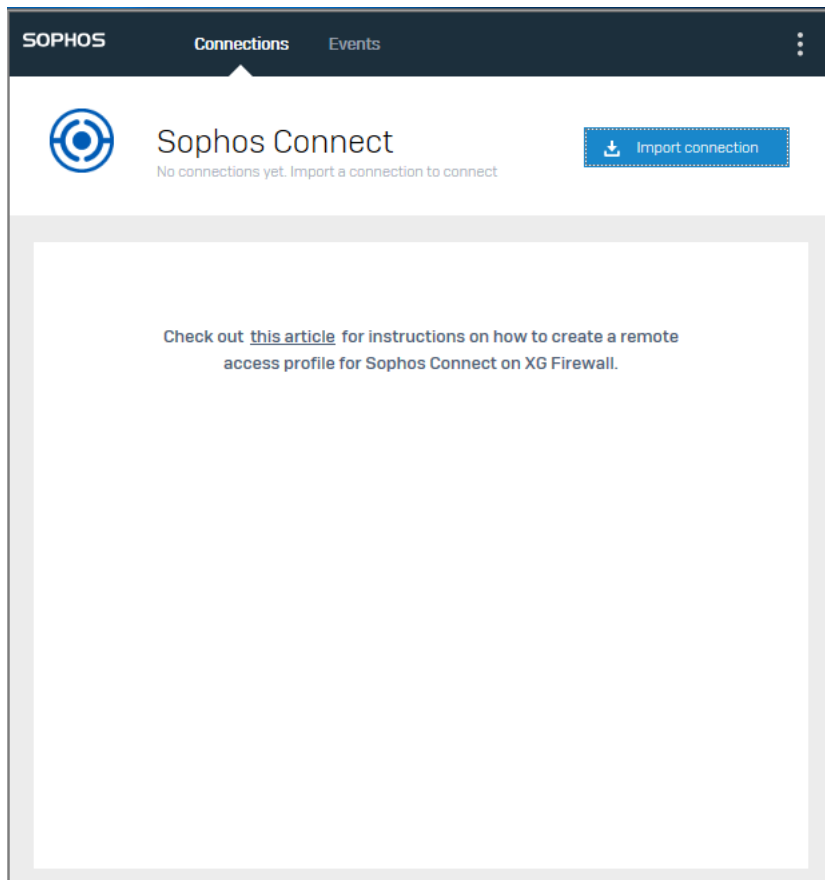 SOPHOS Connections Events
Sophos Connect
No connections yet. Import a connection to connect
Import connection
Check out this article for instructions on how to create a remote
access profile for Sophos Connect on XG Firewall.